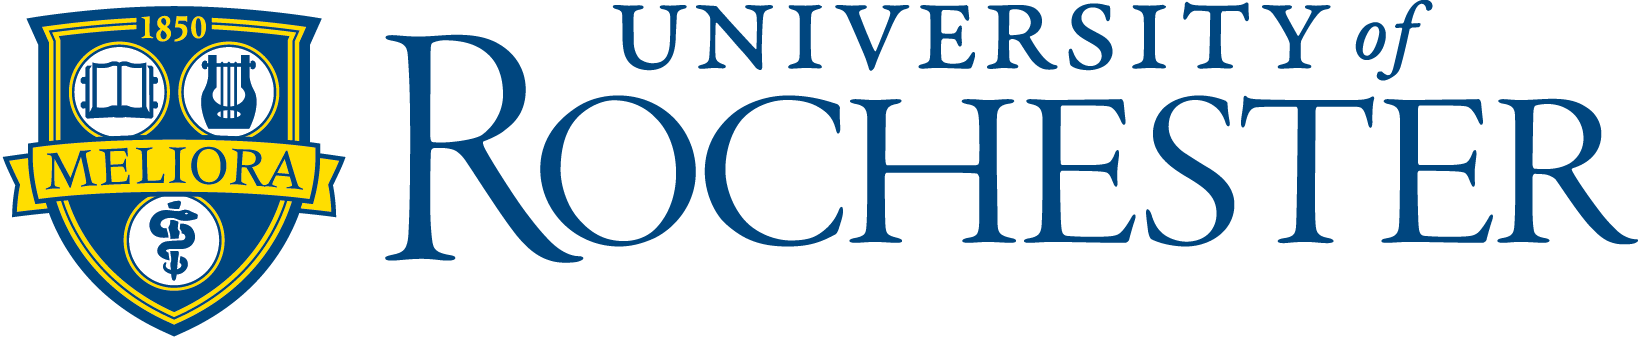 1850
MELIORA
UNIVERSITY of
ROCHESTER